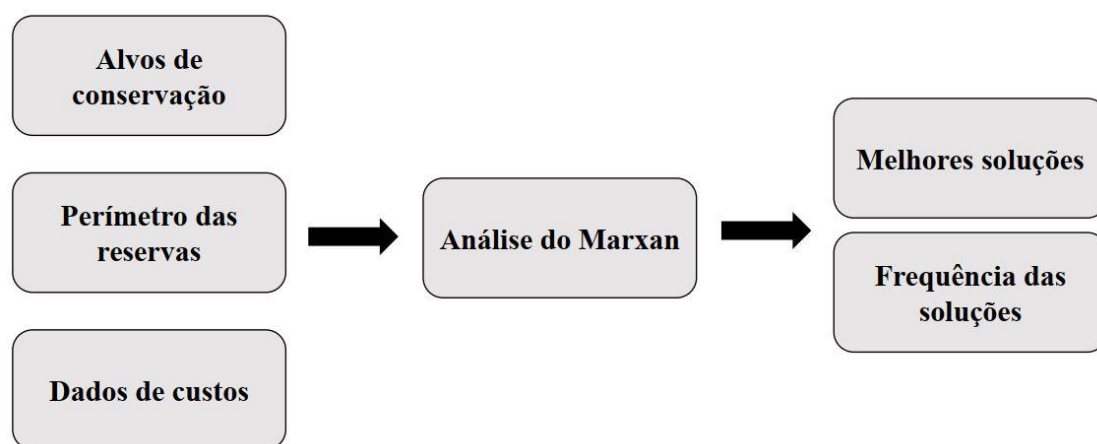 Alvos de
conservação
Perímetro das
reservas
Dados de custos
Análise do Marxan
Melhores soluções
Frequência das
soluções